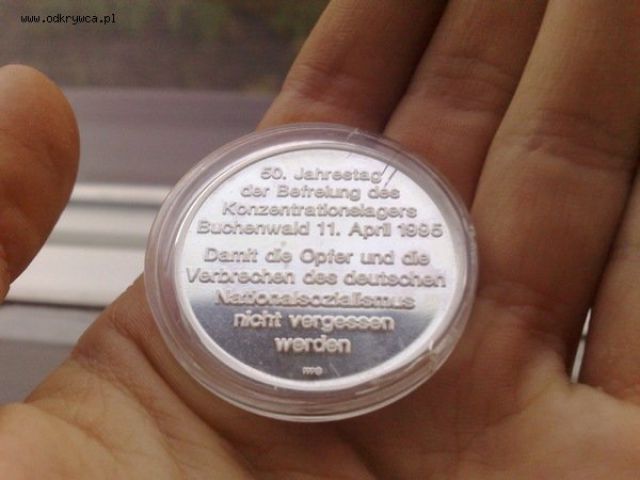 www.odkrywca.pl
50. Jahrestag
der Befreiung des
Konzentrationslagers
Buchenwald 11. April 1995
Damit die Opfer und die
Verbrechen des deutschen
Nationalsozialismus
nicht vergessen
werden